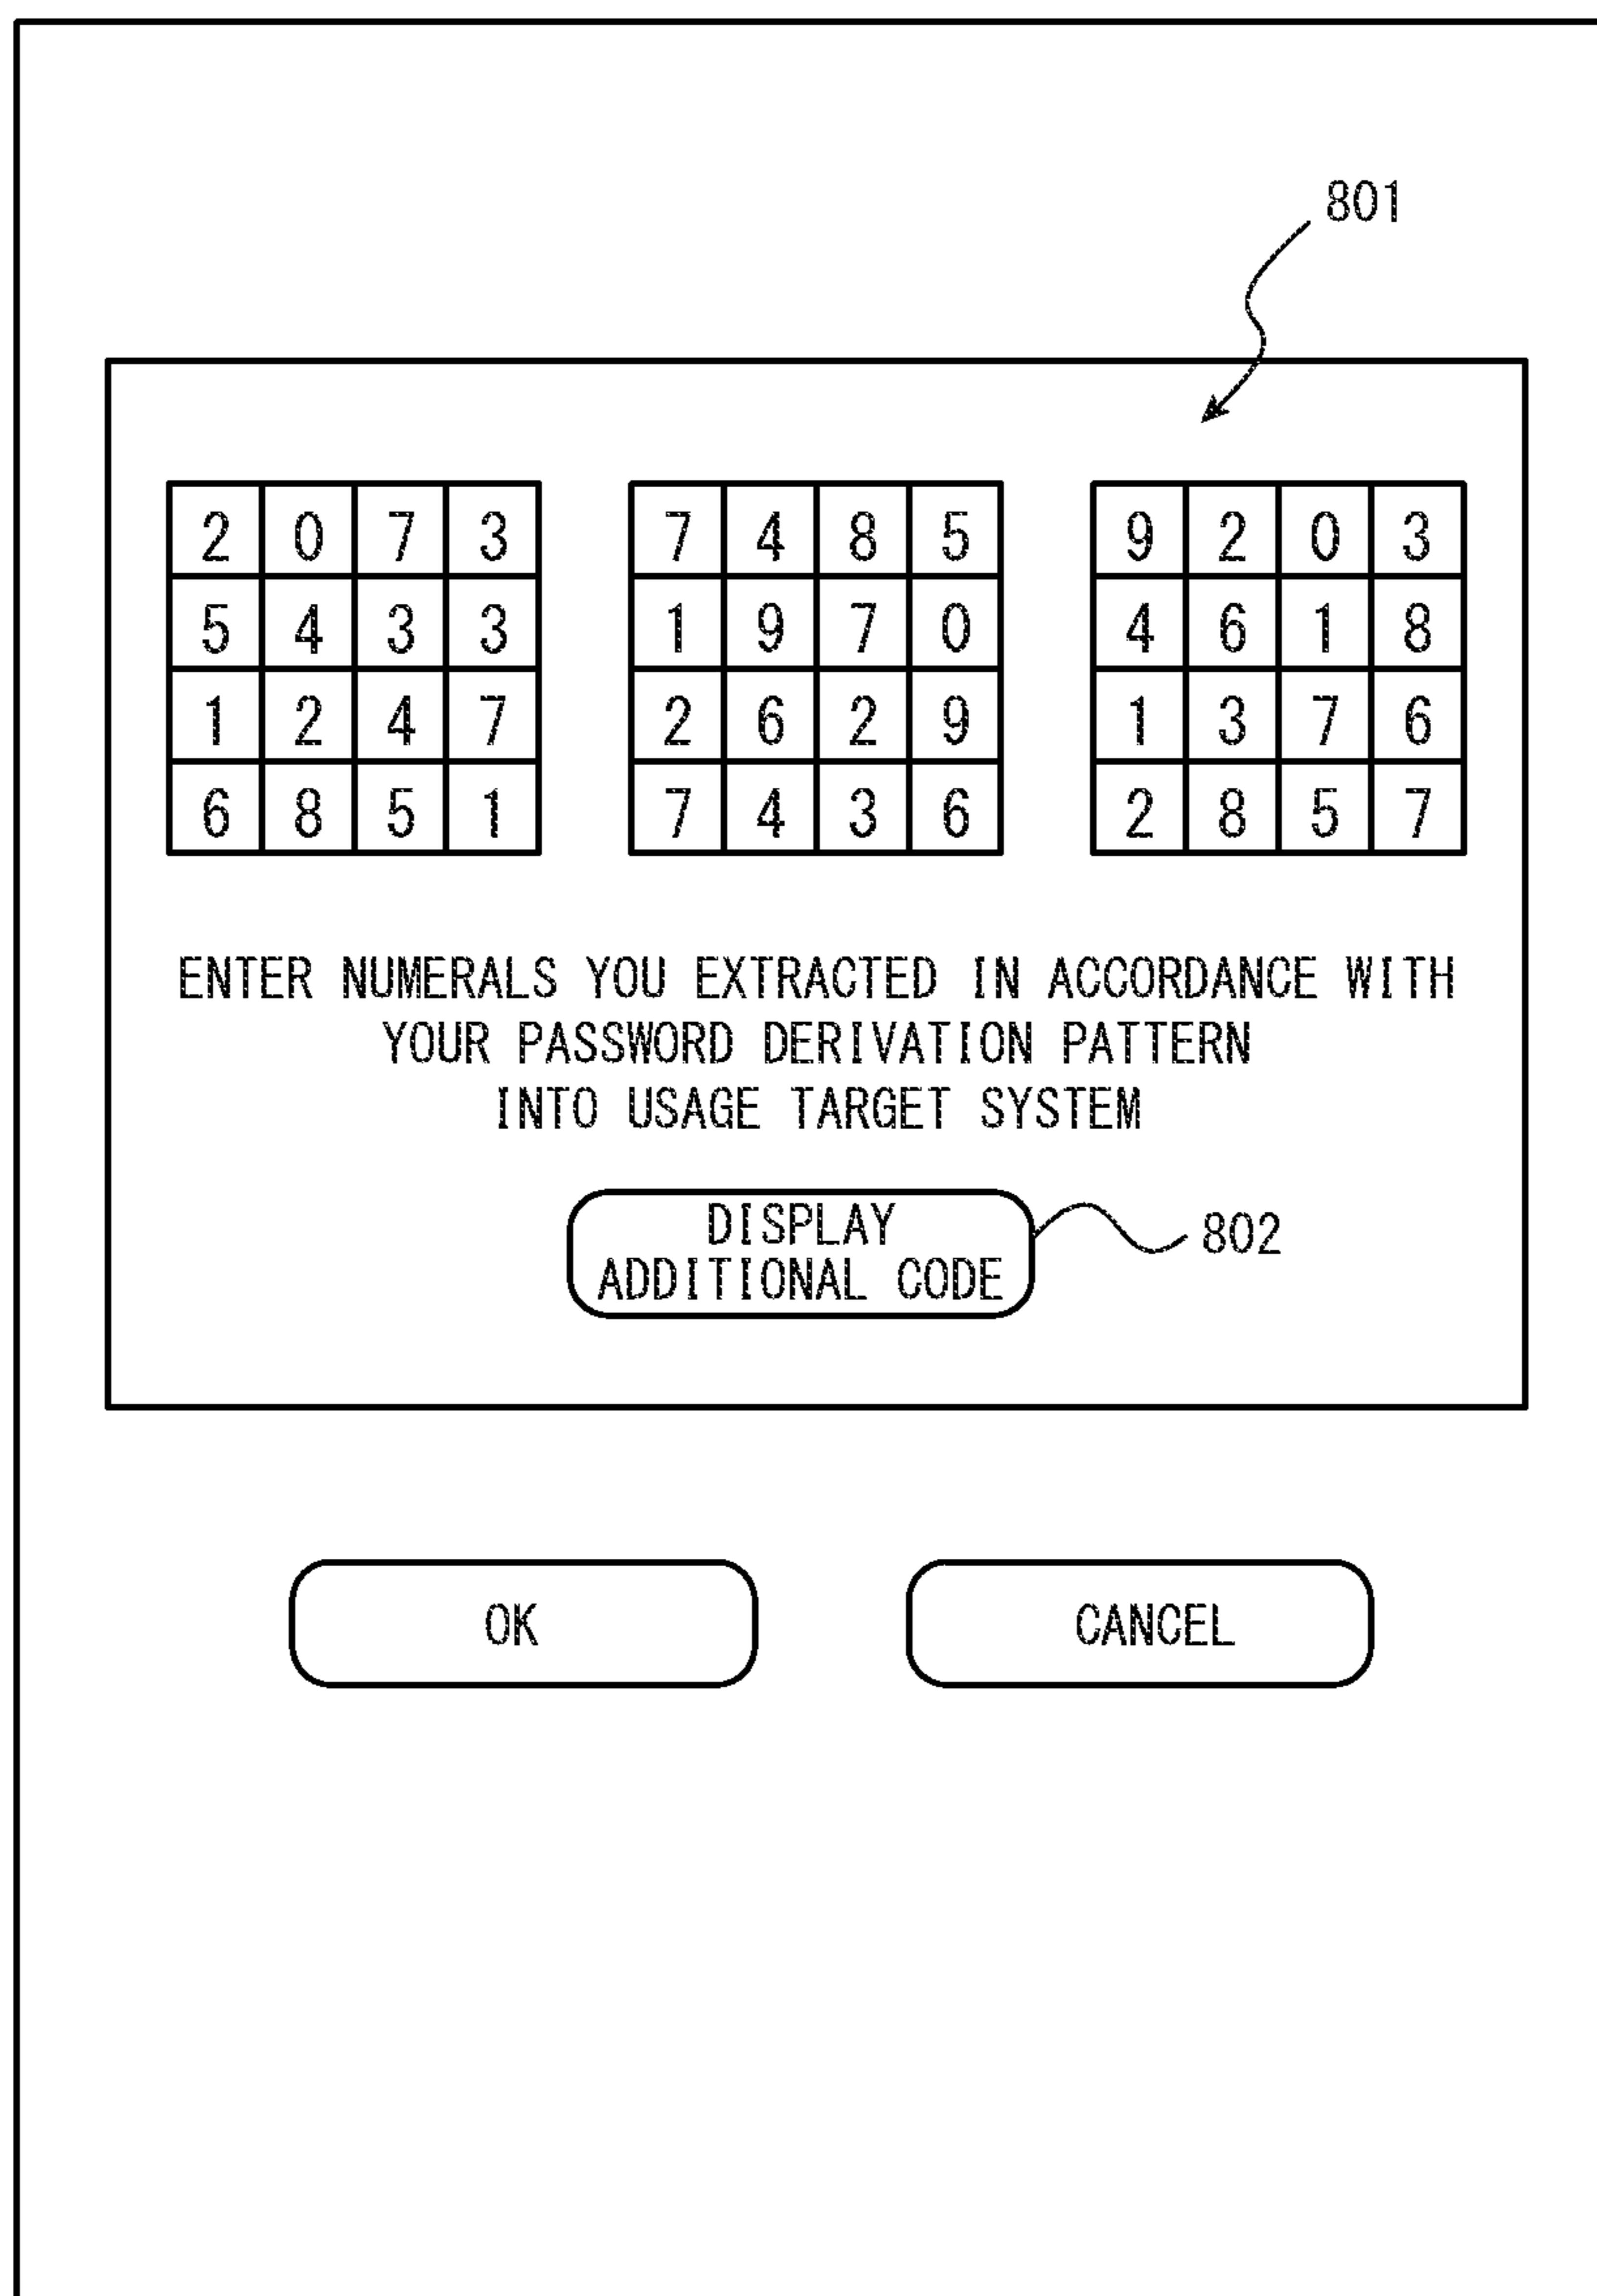 801
2 0 7 3 7 4 8 5 9 2 0 3
5 4 3 3 1 9 7 0 4 6 1 8
1 2 4 7 2 6 2 9 1 3 7 6
6 8 5 1 7 4 3 6 2 8 5 7
ENTER NUMERALS YOU EXTRACTED IN ACCORDANCE WITH
YOUR PASSWORD DERIVATION PATTERN
INTO USAGE TARGET SYSTEM
DISPLAY
ADDITIONAL CODE
802
OK CANCEL